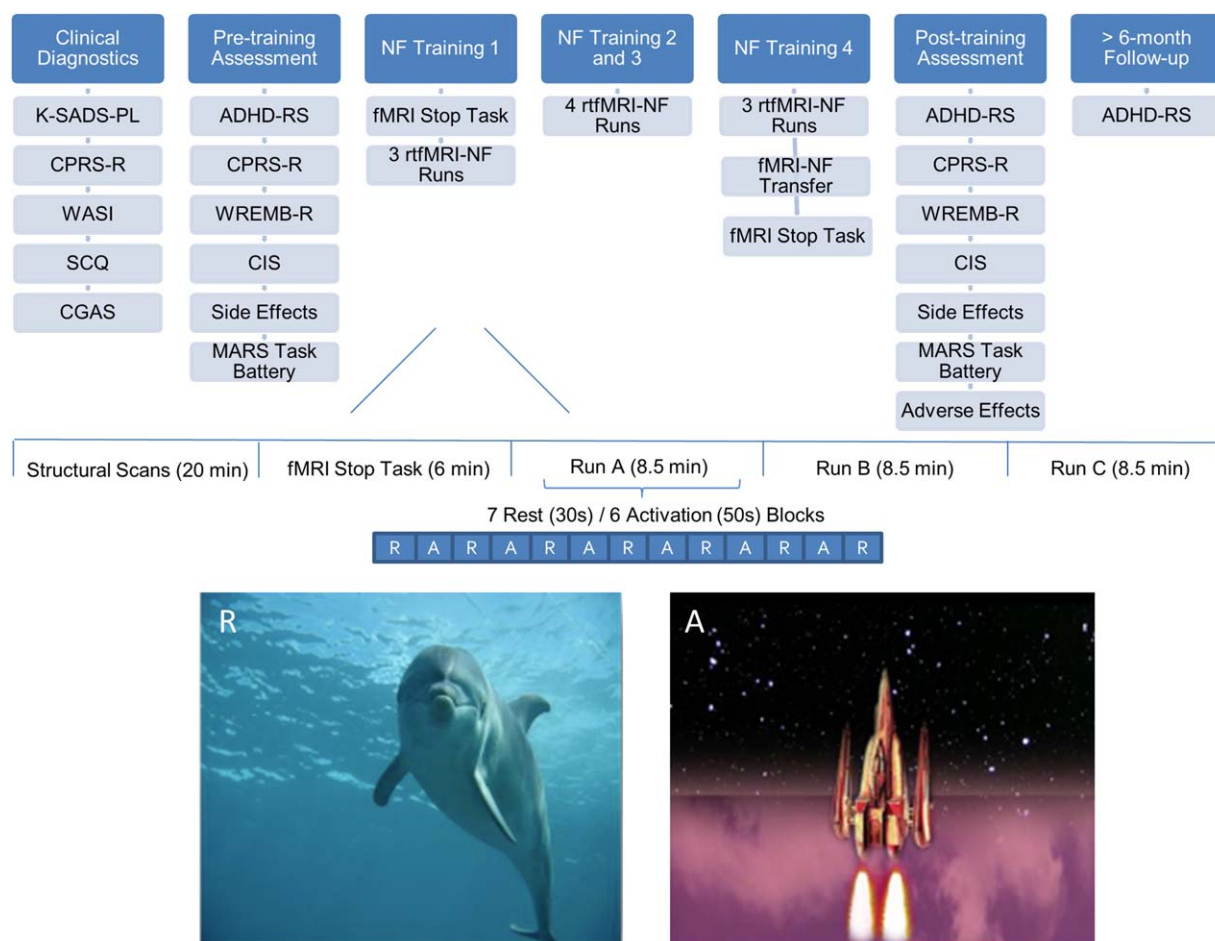 Clinical
Diagnostics
Pre-training
Assessment
NF Training 1
NF Training 2
and 3
NF Training 4
Post-training
Assessment
> 6-month
Follow-up
K-SADS-PL
CPRS-R
WASI
SCQ
CGAS
ADHD-RS
CPRS-R
WREMB-R
CIS
Side Effects
MARS Task
Battery
fMRI Stop Task
3 rtfMRI-NF
Runs
4 rtfMRI-NF
Runs
3 rtfMRI-NF
Runs
fMRI-NF
Transfer
fMRI Stop Task
ADHD-RS
CPRS-R
WREMB-R
CIS
Side Effects
MARS Task
Battery
Adverse Effects
ADHD-RS
Structural Scans (20 min)
fMRI Stop Task (6 min)
Run A (8.5 min)
Run B (8.5 min)
Run C (8.5 min)
7 Rest (30s) / 6 Activation (50s) Blocks
R A R A R A R A R A R A R
R
A